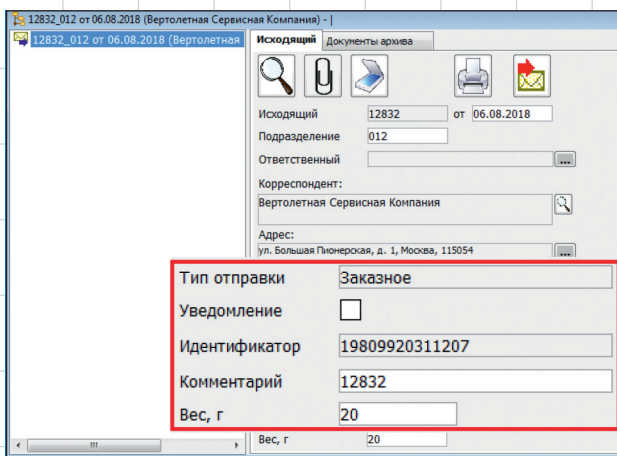 12832_012 от 06.08.2018 (Вертолетная Сервисная Компания) - |
12832_012 от 06.08.2018 (Вертолетная
Исходящий Документы архива
Исходящий 12832 от 06.08.2018
Подразделение 012
Ответственный ...
Корреспондент:
Вертолетная Сервисная Компания
Адрес:
ул. Большая Пионерская, д. 1, Москва, 115054 ...
Тип отправки Заказное
Уведомление
Идентификатор 19809920311207
Комментарий 12832
Вес, г 20
Вес, г 20